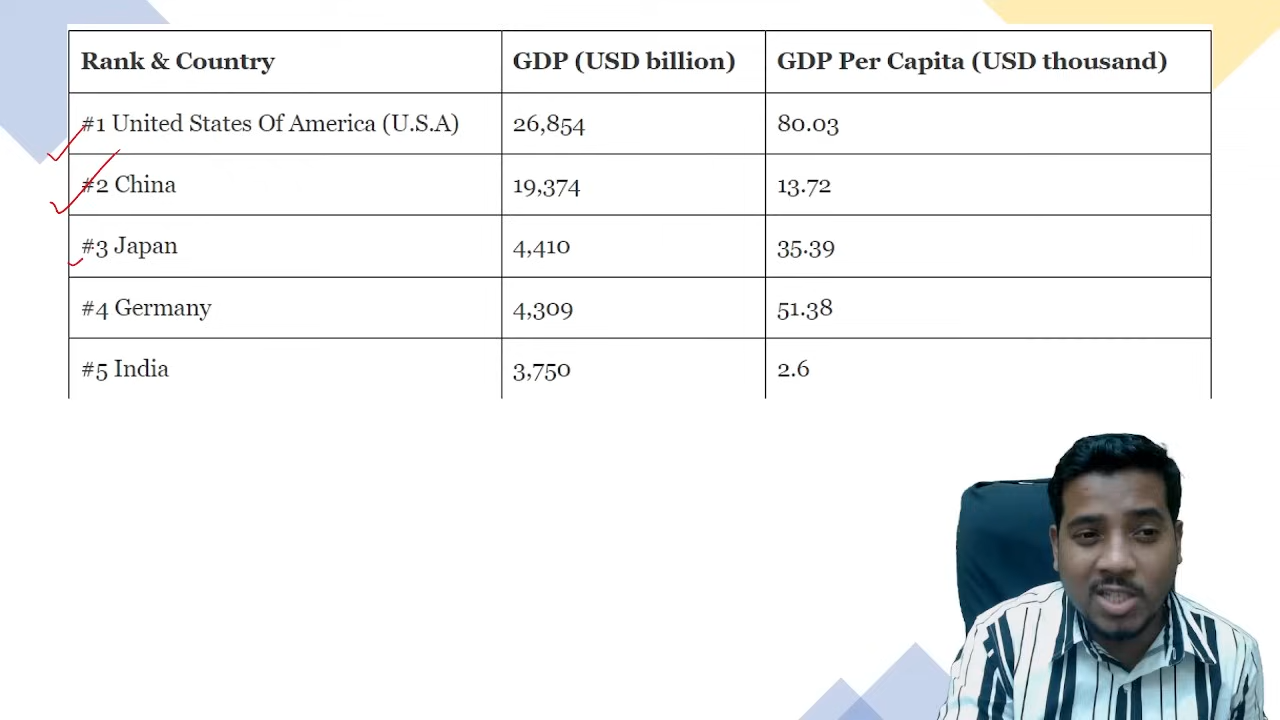 Rank & Country GDP (USD billion) GDP Per Capita (USD thousand)
#1 United States Of America (U.S.A) 26,854 80.03
#2 China 19,374 13.72
#3 Japan 4,410 35.39
#4 Germany 4,309 51.38
#5 India 3,750 2.6